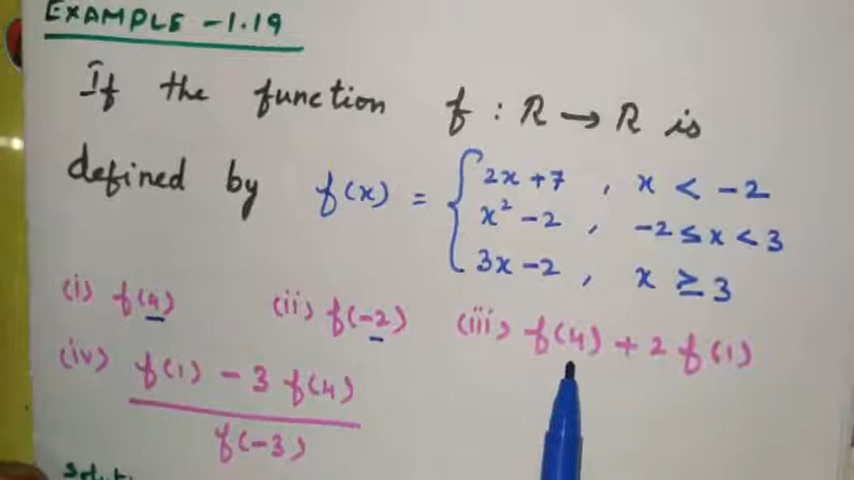 EXAMPLE -1.19
If the function f : R → R is
defined by f(x) = { 2x + 7 , x < -2
x² - 2 , -2 ≤ x < 3
3x - 2 , x ≥ 3
(i) f(4) (ii) f(-2) (iii) f(4) + 2 f(1)
(iv) f(1) - 3 f(4)
f(-3)